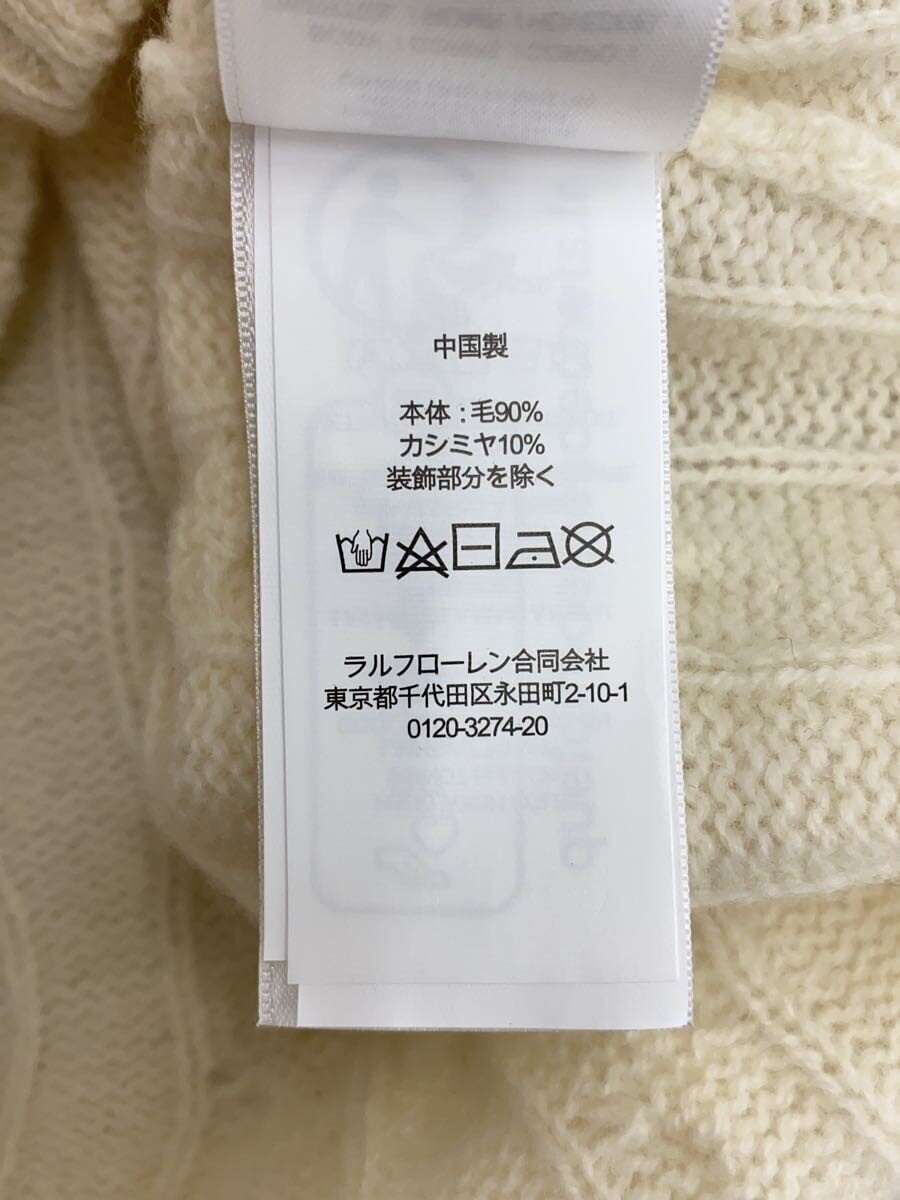 中国製
本体:毛90%
カシミヤ10%
装飾部分を除く
ラルフローレン合同会社
東京都千代田区永田町2-10-1
0120-3274-20